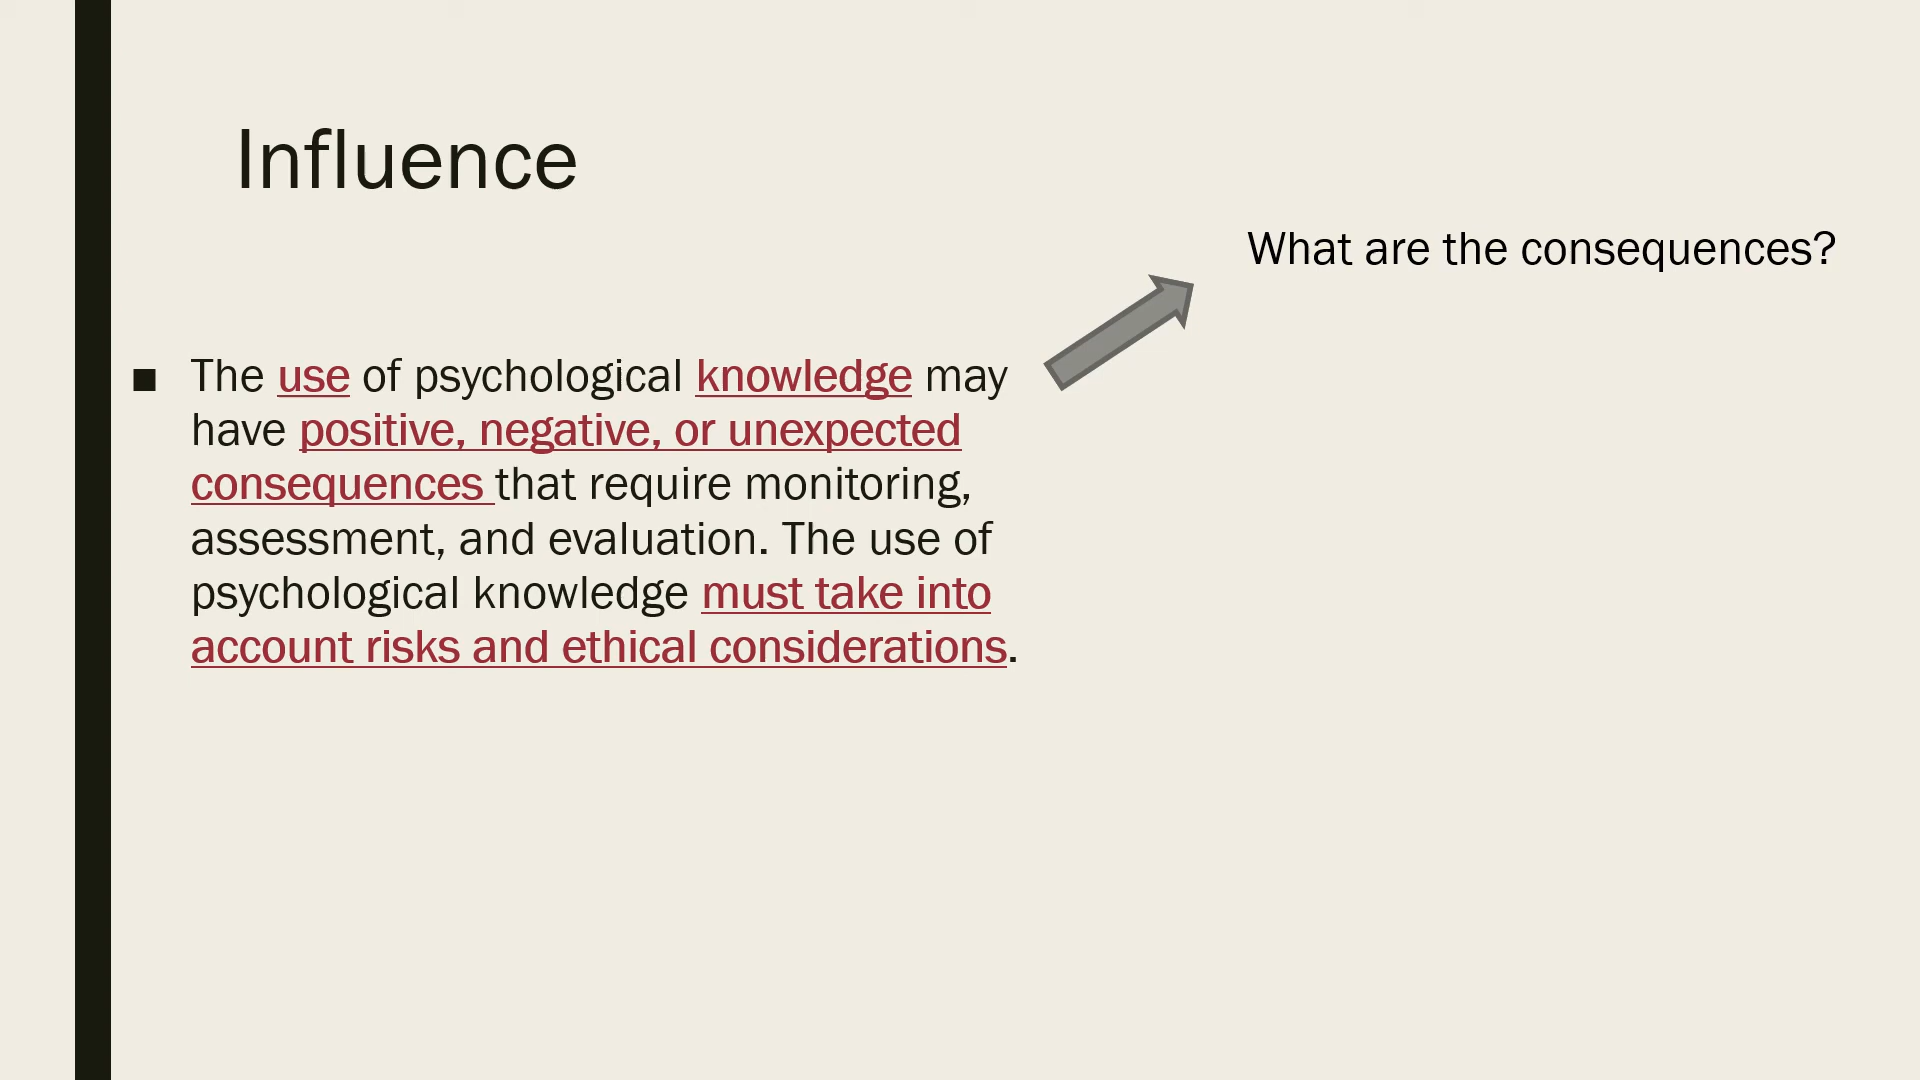 Influence
What are the consequences?
■ The use of psychological knowledge may
have positive, negative, or unexpected
consequences that require monitoring,
assessment, and evaluation. The use of
psychological knowledge must take into
account risks and ethical considerations.